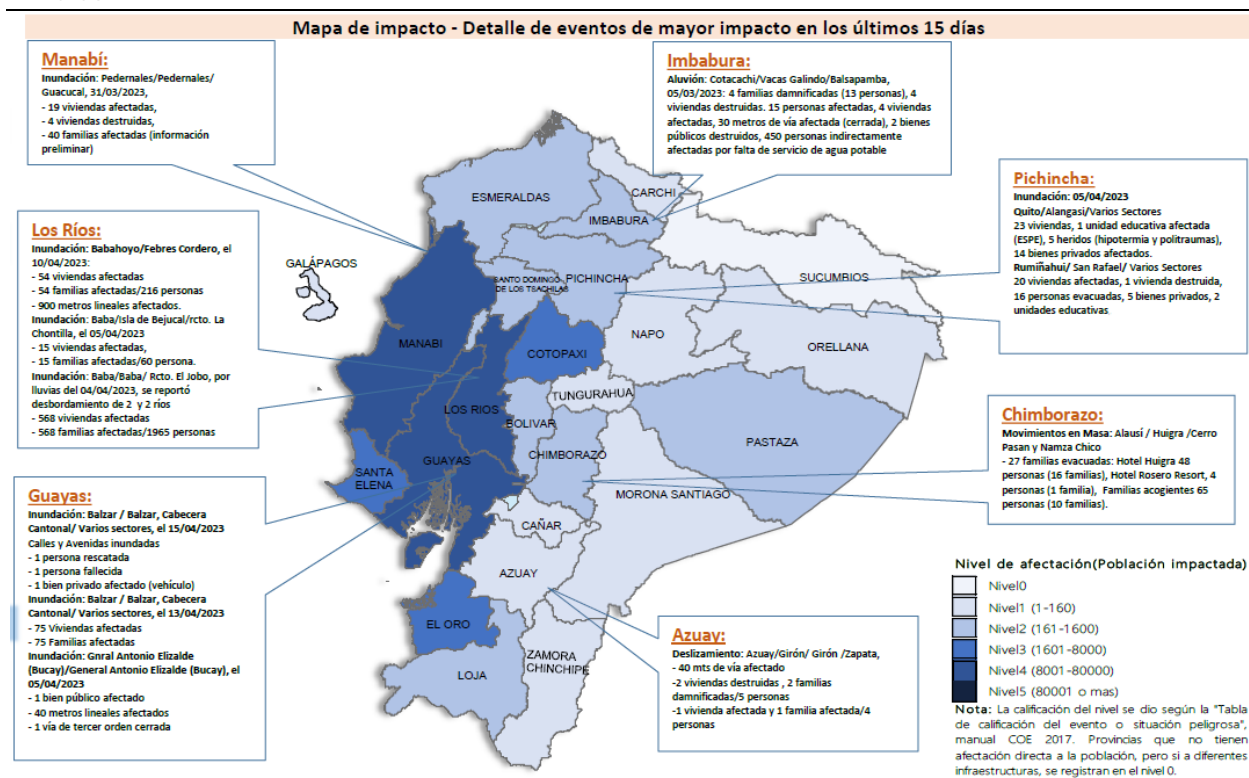 Mapa de impacto - Detalle de eventos de mayor impacto en los últimos 15 días
Manabí:
Inundación: Pedernales/Pedernales/
Guacucal, 31/03/2023,
- 19 viviendas afectadas,
- 4 viviendas destruidas,
- 40 familias afectadas (información
preliminar)
Imbabura:
Aluvión: Cotacachi/Vacas Galindo/Balsapamba,
05/03/2023: 4 familias damnificadas (13 personas), 4
viviendas destruidas. 15 personas afectadas, 4 viviendas
afectadas, 30 metros de vía afectada (cerrada), 2 bienes
públicos destruidos, 450 personas indirectamente
afectadas por falta de servicio de agua potable
Pichincha:
Inundación: 05/04/2023
Quito/Alangasi/Varios Sectores
23 viviendas, 1 unidad educativa afectada
(ESPE), 5 heridos (hipotermia y politraumas),
14 bienes privados afectados.
Rumiñahui/ San Rafael/ Varios Sectores
20 viviendas afectadas, 1 vivienda destruida,
16 personas evacuadas, 5 bienes privados, 2
unidades educativas
Los Ríos:
Inundación: Babahoyo/Febres Cordero, el
10/04/2023:
- 54 viviendas afectadas
- 54 familias afectadas/216 personas
- 900 metros lineales afectados.
Inundación: Baba/Isla de Bejucal/rcto. La
Chontilla, el 05/04/2023
- 15 viviendas afectadas,
- 15 familias afectadas/60 persona.
Inundación: Baba/Baba/ Rcto. El Jobo, por
lluvias del 04/04/2023, se reportó
desbordamiento de 2 y 2 ríos
- 568 viviendas afectadas
- 568 familias afectadas/1965 personas
Guayas:
Inundación: Balzar / Balzar, Cabecera
Cantonal/ Varios sectores, el 15/04/2023
Calles y Avenidas inundadas
- 1 persona rescatada
- 1 persona fallecida
- 1 bien privado afectado (vehículo)
Inundación: Balzar / Balzar, Cabecera
Cantonal/ Varios sectores, el 13/04/2023
- 75 Viviendas afectadas
- 75 Familias afectadas
Inundación: Gnral Antonio Elizalde
(Bucay)/General Antonio Elizalde (Bucay), el
05/04/2023
- 1 bien público afectado
- 40 metros lineales afectados
- 1 vía de tercer orden cerrada
Chimborazo:
Movimientos en Masa: Alausí / Huigra /Cerro
Pasan y Namza Chico
- 27 familias evacuadas: Hotel Huigra 48
personas (16 familias), Hotel Rosero Resort, 4
personas (1 familia), Familias acogientes 65
personas (10 familias).
Azuay:
Deslizamiento: Azuay/Girón/ Girón /Zapata,
- 40 mts de vía afectado
-2 viviendas destruidas , 2 familias
damnificadas/5 personas
-1 vivienda afectada y 1 familia afectada/4
personas
GALÁPAGOS
ESMERALDAS
CARCHI
IMBABURA
SUCUMBIOS
SANTO DOMINGO
DE LOS TSACHILAS
PICHINCHA
NAPO
ORELLANA
MANABI
COTOPAXI
TUNGURAHUA
LOS RIOS
BOLIVAR
PASTAZA
CHIMBORAZO
SANTA
ELENA
GUAYAS
MORONA SANTIAGO
CAÑAR
AZUAY
EL ORO
LOJA
ZAMORA
CHINCHIPE
Nivel de afectación(Población impactada)
Nivel0
Nivel1 (1-160)
Nivel2 (161-1600)
Nivel3 (1601-8000)
Nivel4 (8001-80000)
Nivel5 (80001 o mas)
Nota: La calificación del nivel se dio según la "Tabla
de calificación del evento o situación peligrosa",
manual COE 2017. Provincias que no tienen
afectación directa a la población, pero si a diferentes
infraestructuras, se registran en el nivel 0.